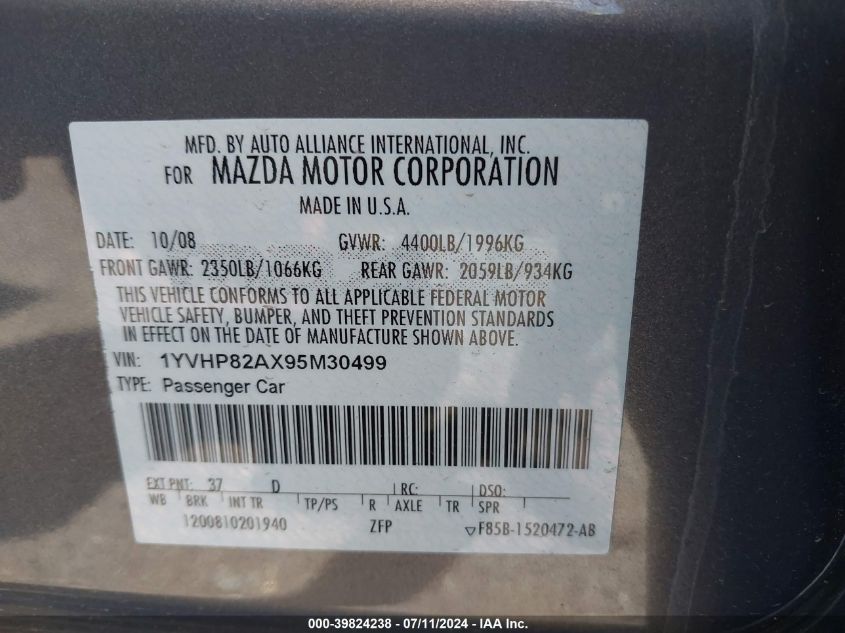 MFD. BY AUTO ALLIANCE INTERNATIONAL, INC.
FOR MAZDA MOTOR CORPORATION
MADE IN U.S.A.
DATE: 10/08 GVWR: 4400LB/1996KG
FRONT GAWR: 2350LB/1066KG REAR GAWR: 2059LB/934KG
THIS VEHICLE CONFORMS TO ALL APPLICABLE FEDERAL MOTOR
VEHICLE SAFETY, BUMPER, AND THEFT PREVENTION STANDARDS
IN EFFECT ON THE DATE OF MANUFACTURE SHOWN ABOVE.
VIN: 1YVHP82AX95M30499
TYPE: Passenger Car
EXT PNT: 37 D RC: DSO:
WB BRK INT TR TP/PS R AXLE TR SPR
1200810201940 ZFP F85B-1520472-AB
000-39824238 - 07/11/2024 - IAA Inc.